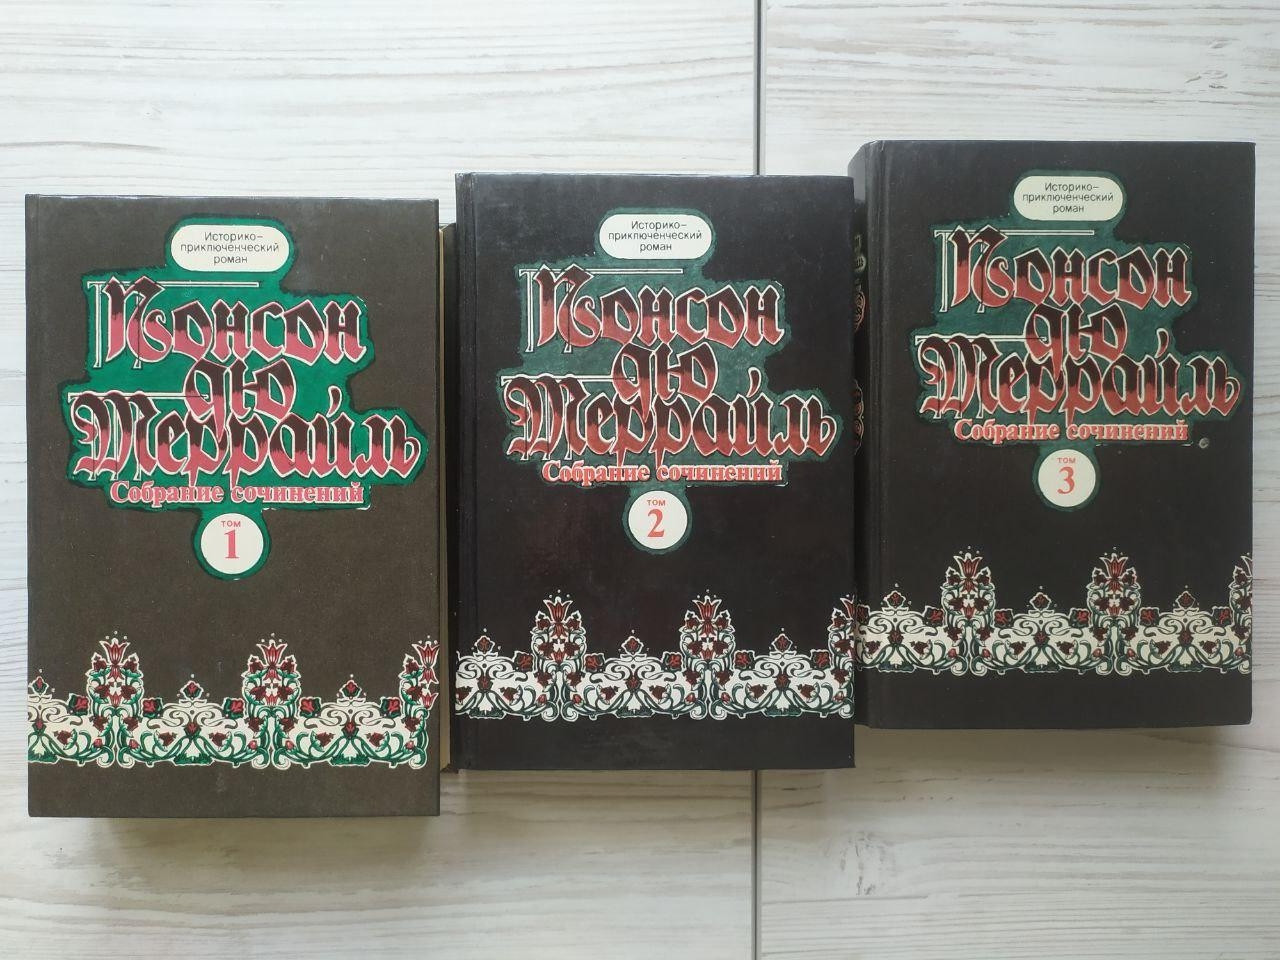 Историко-
приключенческий
роман
Понсон
дю
Террайль
Собрание сочинений
том
1
Историко-
приключенческий
роман
Понсон
дю
Террайль
Собрание сочинений
том
2
Историко-
приключенческий
роман
Понсон
дю
Террайль
Собрание сочинений
том
3